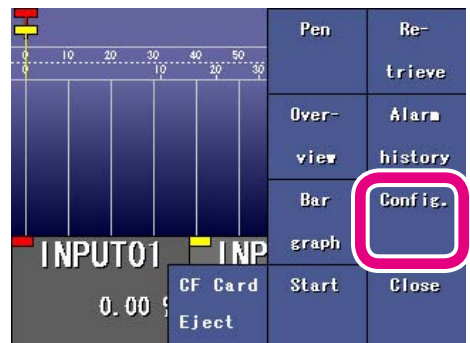 Pen
Re-
trieve
0 10 20 30 40 50
0 10 20 30
Over-
view
Alarm
history
Bar
graph
Config.
INPUT01
INP
0.00
CF Card
Eject
Start
Close